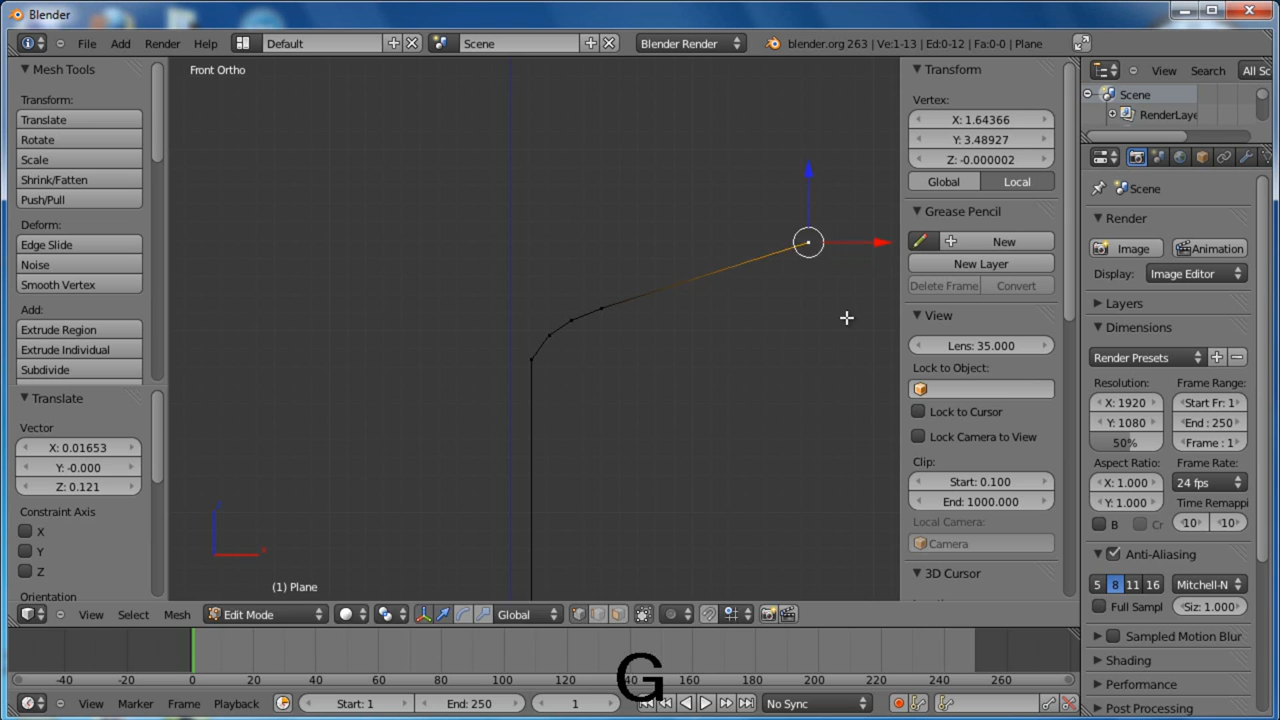 Blender
File Add Render Help Default Scene Blender Render blender.org 263 | Ve:1-13 | Ed:0-12 | Fa:0-0 | Plane
Mesh Tools
Transform:
Translate
Rotate
Scale
Shrink/Fatten
Push/Pull
Deform:
Edge Slide
Noise
Smooth Vertex
Add:
Extrude Region
Extrude Individual
Subdivide
Translate
Vector
X: 0.01653
Y: -0.000
Z: 0.121
Constraint Axis
X
Y
Z
Orientation
Front Ortho
(1) Plane
Transform
Vertex:
X: 1.64366
Y: 3.48927
Z: -0.000002
Global Local
Grease Pencil
New
New Layer
Delete Frame Convert
View
Lens: 35.000
Lock to Object:
Lock to Cursor
Lock Camera to View
Clip:
Start: 0.100
End: 1000.000
Local Camera:
Camera
3D Cursor
View Search All Sc
Scene
RenderLaye
Scene
Render
Image Animation
Display: Image Editor
Layers
Dimensions
Render Presets
Resolution: Frame Range:
X: 1920 Start Fr: 1
Y: 1080 End : 250
50% Frame : 1
Aspect Ratio: Frame Rate:
X: 1.000 24 fps
Y: 1.000 Time Remappi
B Cr 10 10
Anti-Aliasing
5 8 11 16 Mitchell-N
Full Sampl Siz: 1.000
Sampled Motion Blur
Shading
Performance
Post Processing
View Select Mesh Edit Mode Global
-40 -20 0 20 40 60 80 100 120 140 160 180 200 220 240 260
G
View Marker Frame Playback Start: 1 End: 250 1 No Sync